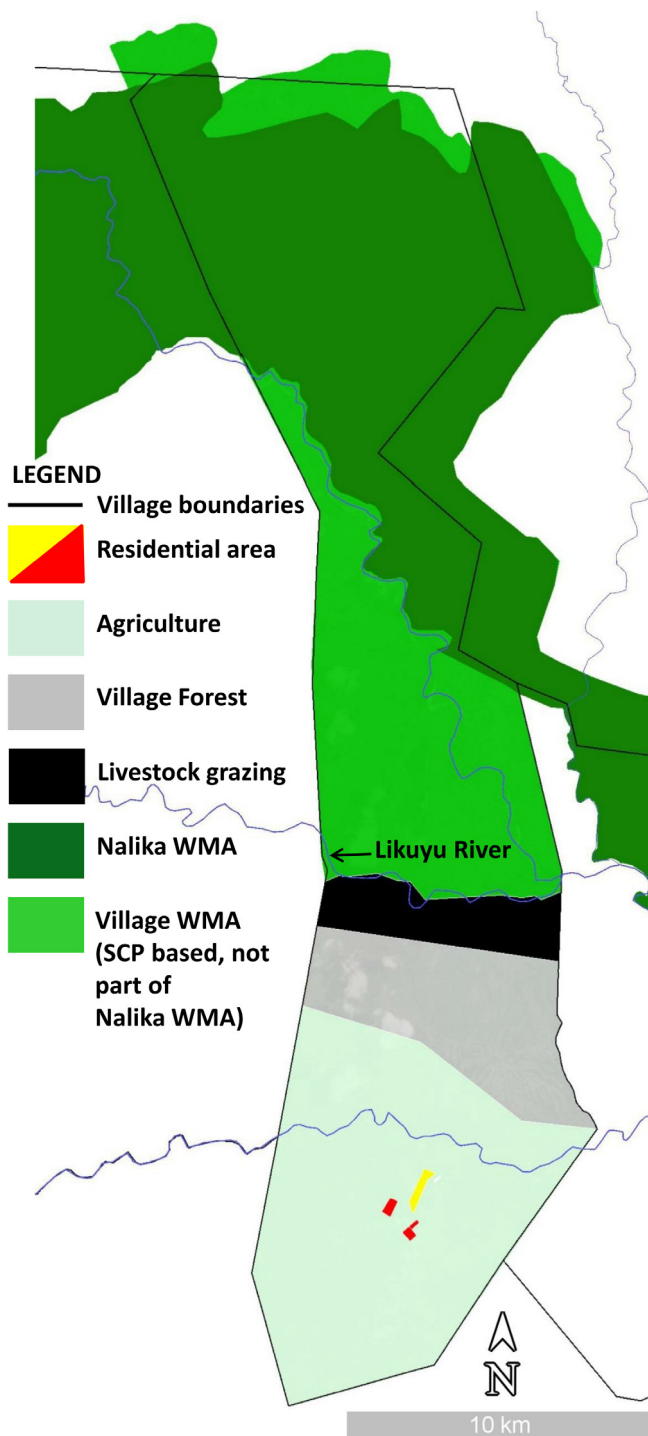 LEGEND
Village boundaries
Residential area
Agriculture
Village Forest
Livestock grazing
Nalika WMA
Likuyu River
Village WMA
(SCP based, not
part of
Nalika WMA)
N
10 km